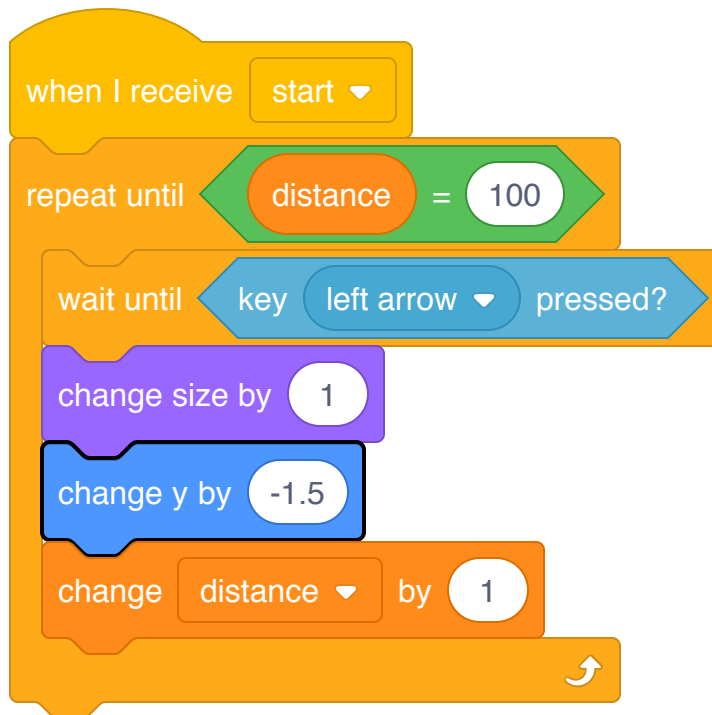 when I receive start
repeat until distance = 100
wait until key left arrow pressed?
change size by 1
change y by -1.5
change distance by 1